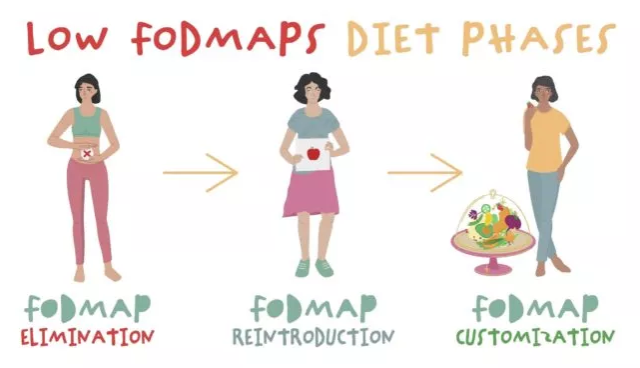 LOW FODMAPS DIET PHASES
FODMAP
ELIMINATION
FODMAP
REINTRODUCTION
FODMAP
CUSTOMIZATION